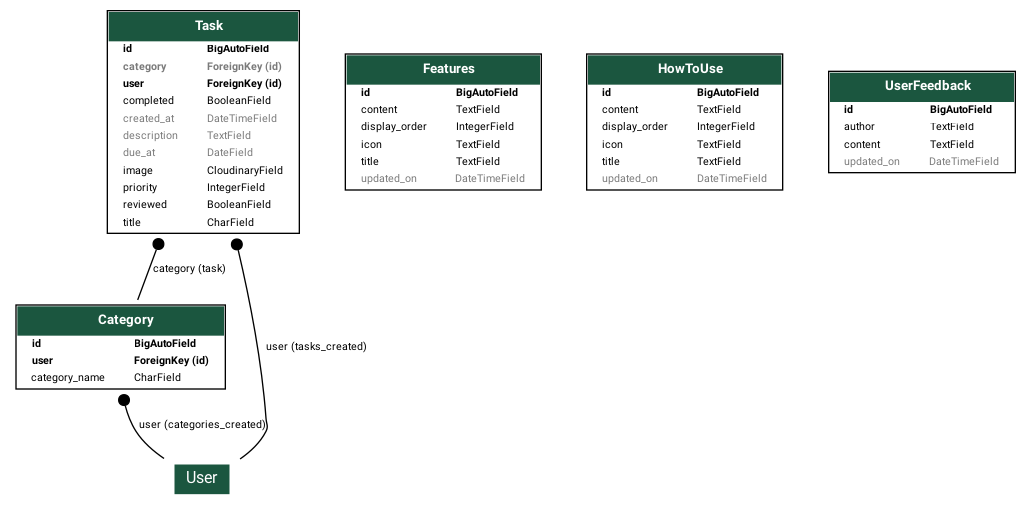 Task
id BigAutoField
category ForeignKey (id)
user ForeignKey (id)
completed BooleanField
created_at DateTimeField
description TextField
due_at DateField
image CloudinaryField
priority IntegerField
reviewed BooleanField
title CharField
Features
id BigAutoField
content TextField
display_order IntegerField
icon TextField
title TextField
updated_on DateTimeField
HowToUse
id BigAutoField
content TextField
display_order IntegerField
icon TextField
title TextField
updated_on DateTimeField
UserFeedback
id BigAutoField
author TextField
content TextField
updated_on DateTimeField
category (task)
Category
id BigAutoField
user ForeignKey (id)
category_name CharField
user (tasks_created)
user (categories_created)
User